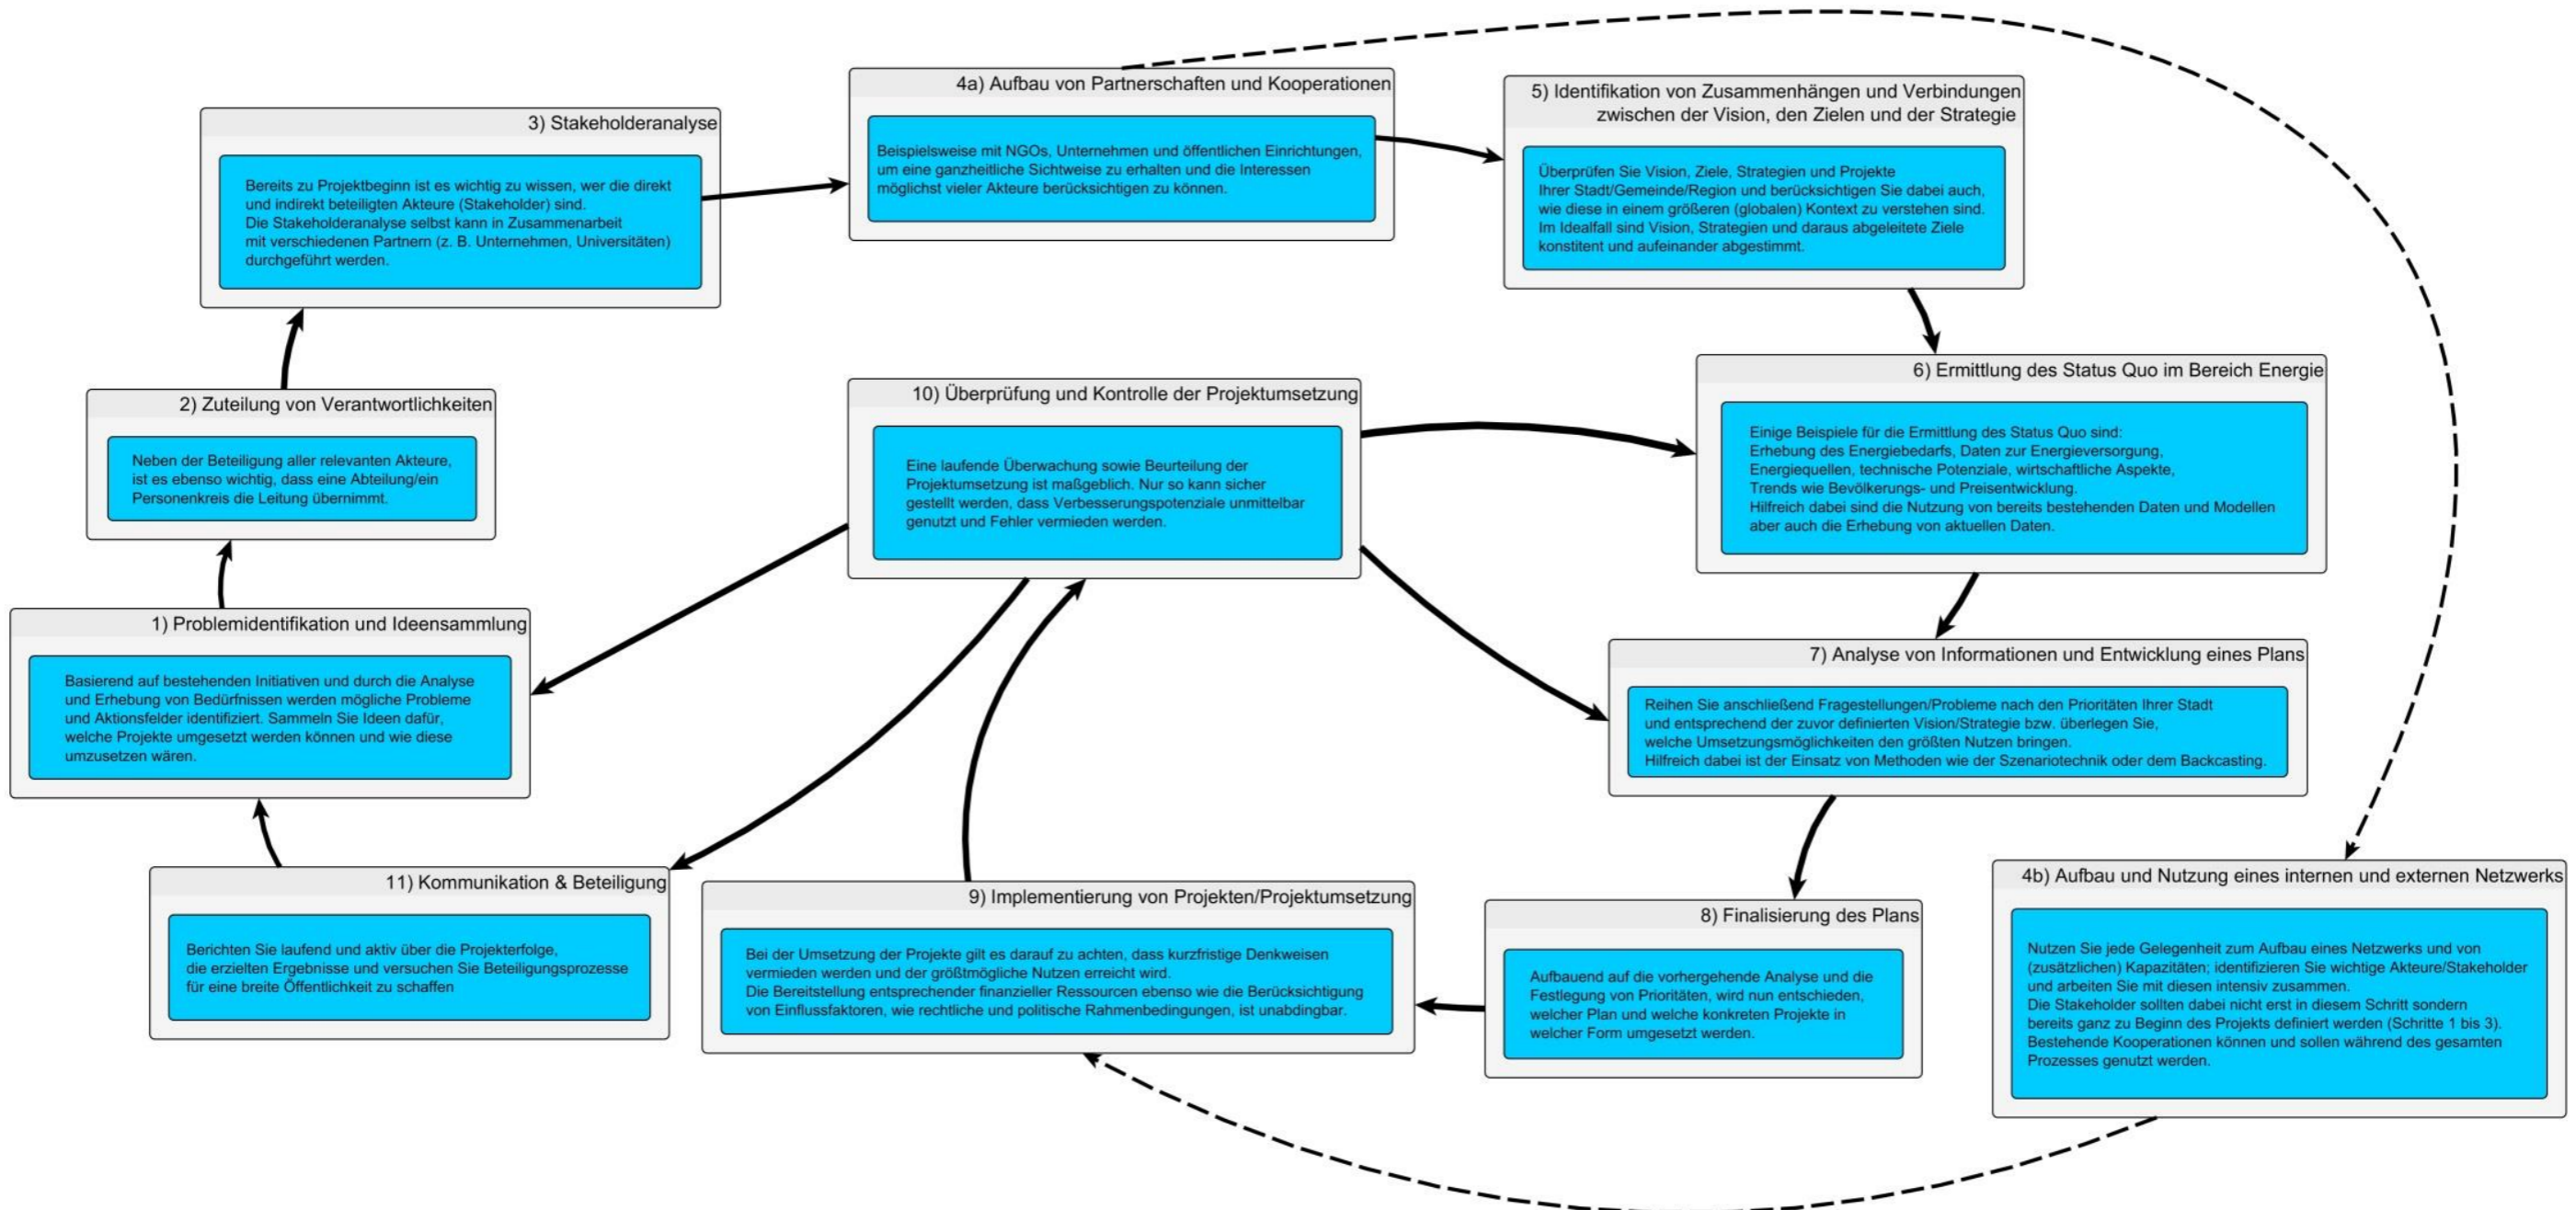 1) Problemidentifikation und Ideensammlung
Basierend auf bestehenden Initiativen und durch die Analyse
und Erhebung von Bedürfnissen werden mögliche Probleme
und Aktionsfelder identifiziert. Sammeln Sie Ideen dafür,
welche Projekte umgesetzt werden können und wie diese
umzusetzen wären.
2) Zuteilung von Verantwortlichkeiten
Neben der Beteiligung aller relevanten Akteure,
ist es ebenso wichtig, dass eine Abteilung/ein
Personenkreis die Leitung übernimmt.
3) Stakeholderanalyse
Bereits zu Projektbeginn ist es wichtig zu wissen, wer die direkt
und indirekt beteiligten Akteure (Stakeholder) sind.
Die Stakeholderanalyse selbst kann in Zusammenarbeit
mit verschiedenen Partnern (z. B. Unternehmen, Universitäten)
durchgeführt werden.
4a) Aufbau von Partnerschaften und Kooperationen
Beispielsweise mit NGOs, Unternehmen und öffentlichen Einrichtungen,
um eine ganzheitliche Sichtweise zu erhalten und die Interessen
möglichst vieler Akteure berücksichtigen zu können.
4b) Aufbau und Nutzung eines internen und externen Netzwerks
Nutzen Sie jede Gelegenheit zum Aufbau eines Netzwerks und von
(zusätzlichen) Kapazitäten; identifizieren Sie wichtige Akteure/Stakeholder
und arbeiten Sie mit diesen intensiv zusammen.
Die Stakeholder sollten dabei nicht erst in diesem Schritt sondern
bereits ganz zu Beginn des Projekts definiert werden (Schritte 1 bis 3).
Bestehende Kooperationen können und sollen während des gesamten
Prozesses genutzt werden.
5) Identifikation von Zusammenhängen und Verbindungen
zwischen der Vision, den Zielen und der Strategie
Überprüfen Sie Vision, Ziele, Strategien und Projekte
Ihrer Stadt/Gemeinde/Region und berücksichtigen Sie dabei auch,
wie diese in einem größeren (globalen) Kontext zu verstehen sind.
Im Idealfall sind Vision, Strategien und daraus abgeleitete Ziele
konstitent und aufeinander abgestimmt.
6) Ermittlung des Status Quo im Bereich Energie
Einige Beispiele für die Ermittlung des Status Quo sind:
Erhebung des Energiebedarfs, Daten zur Energieversorgung,
Energiequellen, technische Potenziale, wirtschaftliche Aspekte,
Trends wie Bevölkerungs- und Preisentwicklung.
Hilfreich dabei sind die Nutzung von bereits bestehenden Daten und Modellen
aber auch die Erhebung von aktuellen Daten.
7) Analyse von Informationen und Entwicklung eines Plans
Reihen Sie anschließend Fragestellungen/Probleme nach den Prioritäten Ihrer Stadt
und entsprechend der zuvor definierten Vision/Strategie bzw. überlegen Sie,
welche Umsetzungsmöglichkeiten den größten Nutzen bringen.
Hilfreich dabei ist der Einsatz von Methoden wie der Szenariotechnik oder dem Backcasting.
8) Finalisierung des Plans
Aufbauend auf die vorhergehende Analyse und die
Festlegung von Prioritäten, wird nun entschieden,
welcher Plan und welche konkreten Projekte in
welcher Form umgesetzt werden.
9) Implementierung von Projekten/Projektumsetzung
Bei der Umsetzung der Projekte gilt es darauf zu achten, dass kurzfristige Denkweisen
vermieden werden und der größtmögliche Nutzen erreicht wird.
Die Bereitstellung entsprechender finanzieller Ressourcen ebenso wie die Berücksichtigung
von Einflussfaktoren, wie rechtliche und politische Rahmenbedingungen, ist unabdingbar.
10) Überprüfung und Kontrolle der Projektumsetzung
Eine laufende Überwachung sowie Beurteilung der
Projektumsetzung ist maßgeblich. Nur so kann sicher
gestellt werden, dass Verbesserungspotenziale unmittelbar
genutzt und Fehler vermieden werden.
11) Kommunikation & Beteiligung
Berichten Sie laufend und aktiv über die Projekterfolge,
die erzielten Ergebnisse und versuchen Sie Beteiligungsprozesse
für eine breite Öffentlichkeit zu schaffen